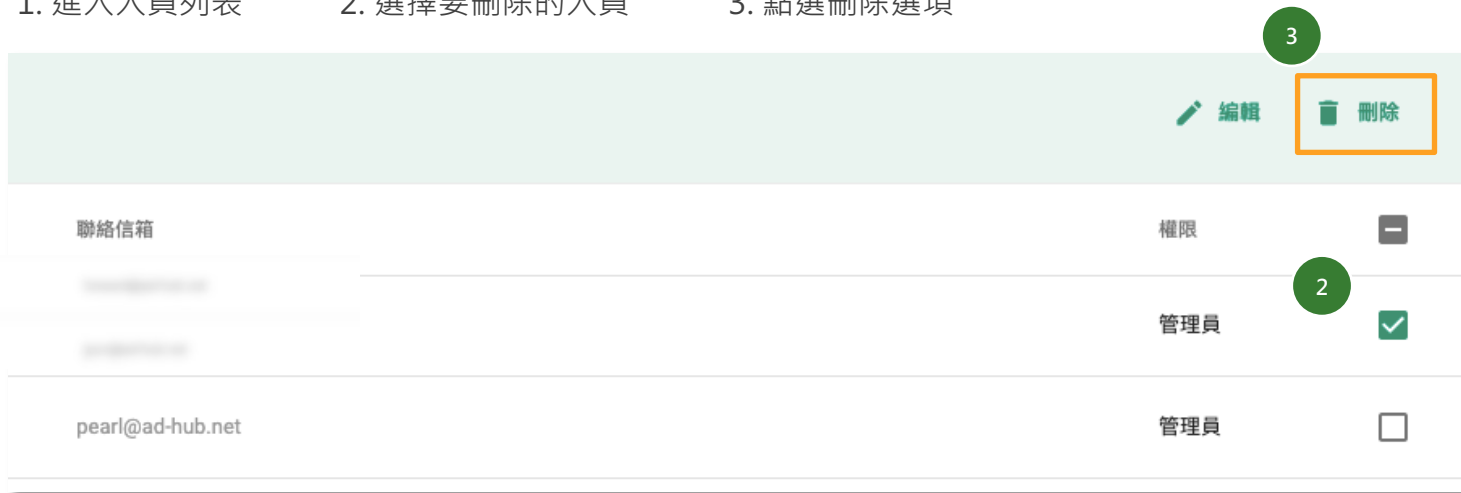 1. 進入人員列表 2. 選擇要刪除的人員 3. 點選刪除選項
3
編輯 刪除
聯絡信箱 權限
2
管理員
pearl@ad-hub.net 管理員